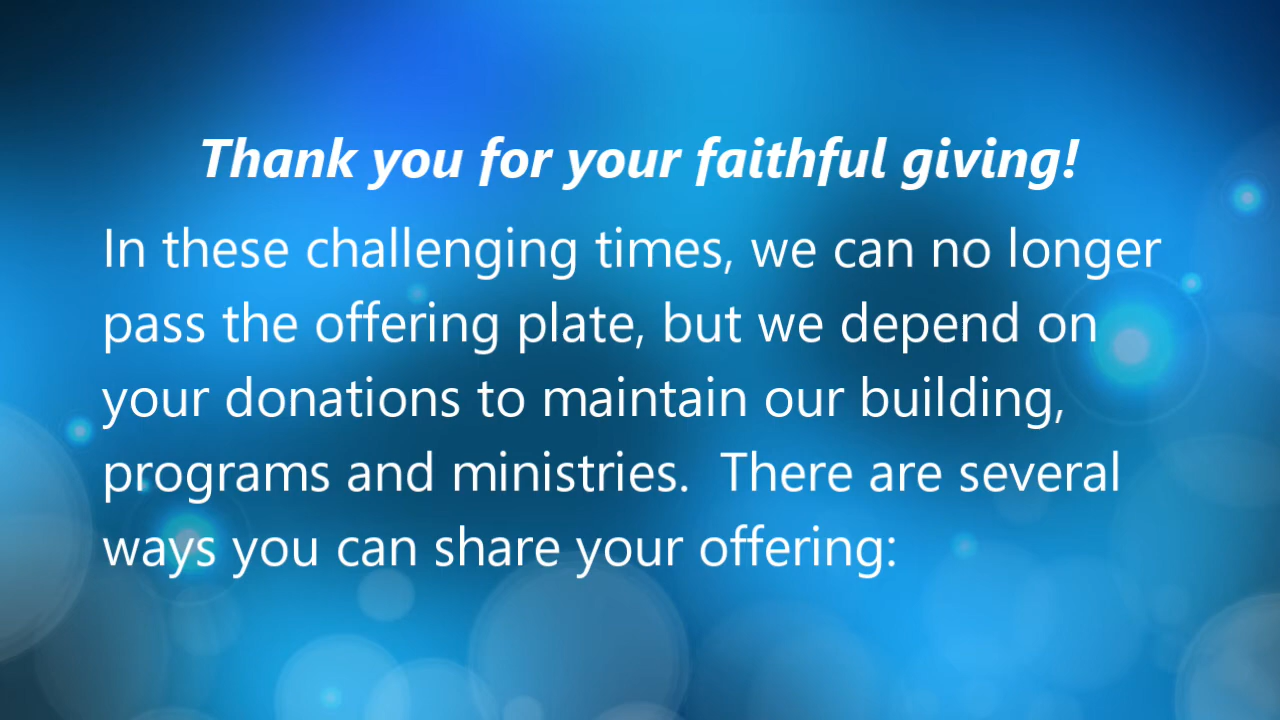 Thank you for your faithful giving!
In these challenging times, we can no longer
pass the offering plate, but we depend on
your donations to maintain our building,
programs and ministries.  There are several
ways you can share your offering: